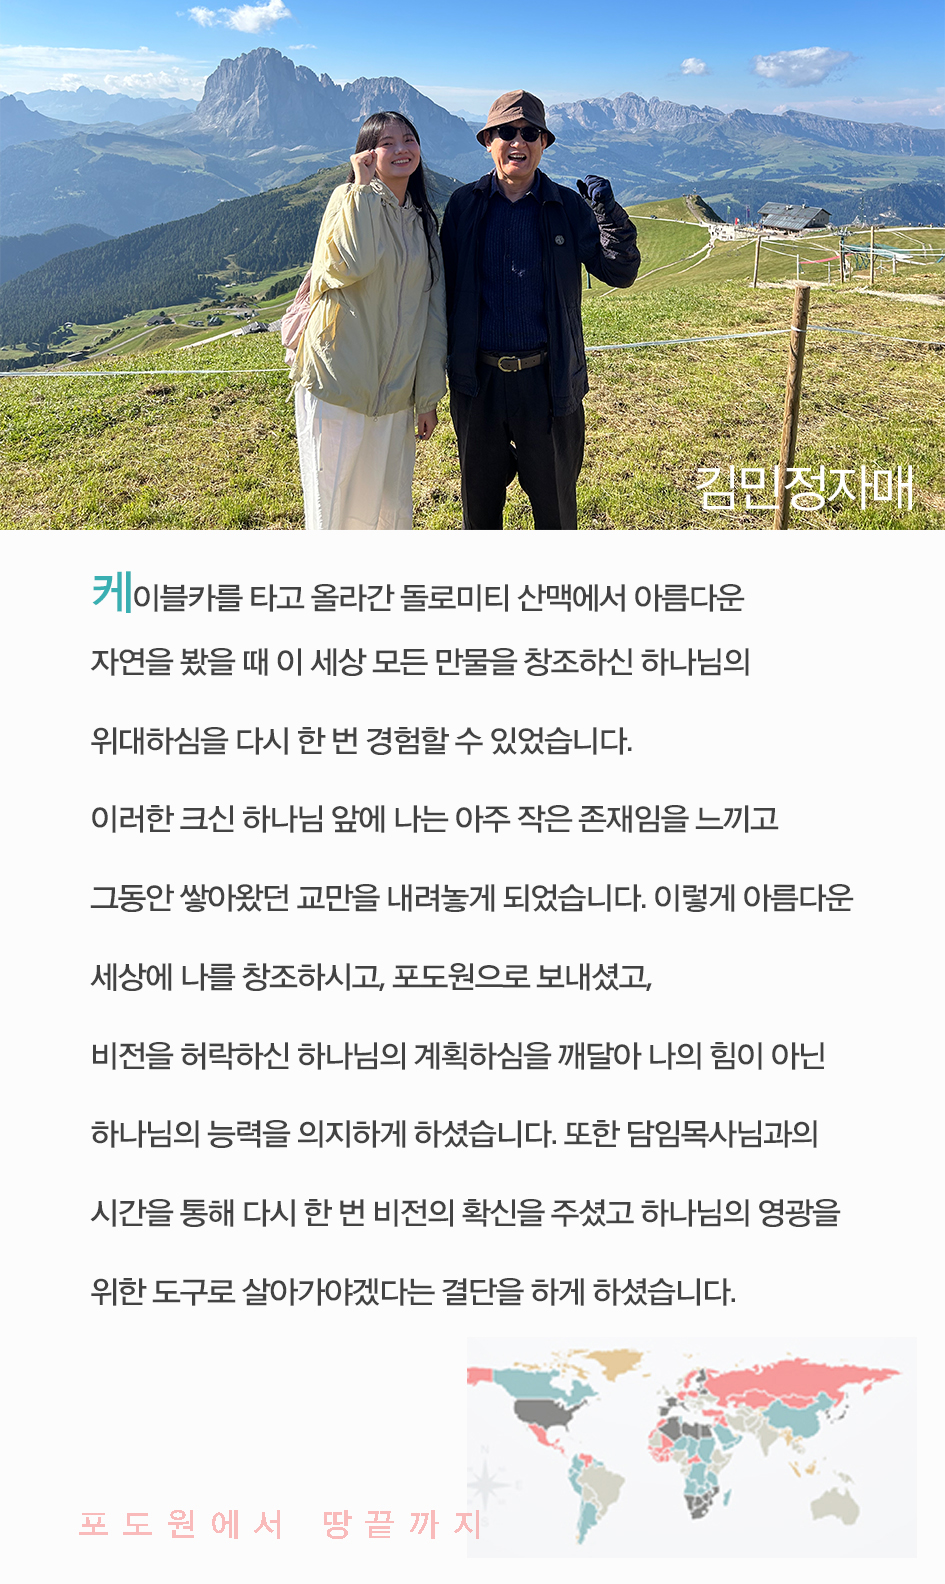 김민정자매
케이블카를 타고 올라간 돌로미티 산맥에서 아름다운
자연을 봤을 때 이 세상 모든 만물을 창조하신 하나님의
위대하심을 다시 한 번 경험할 수 있었습니다.
이러한 크신 하나님 앞에 나는 아주 작은 존재임을 느끼고
그동안 쌓아왔던 교만을 내려놓게 되었습니다. 이렇게 아름다운
세상에 나를 창조하시고, 포도원으로 보내셨고,
비전을 허락하신 하나님의 계획하심을 깨달아 나의 힘이 아닌
하나님의 능력을 의지하게 하셨습니다. 또한 담임목사님과의
시간을 통해 다시 한 번 비전의 확신을 주셨고 하나님의 영광을
위한 도구로 살아가야겠다는 결단을 하게 하셨습니다.
포도원에서 땅끝까지